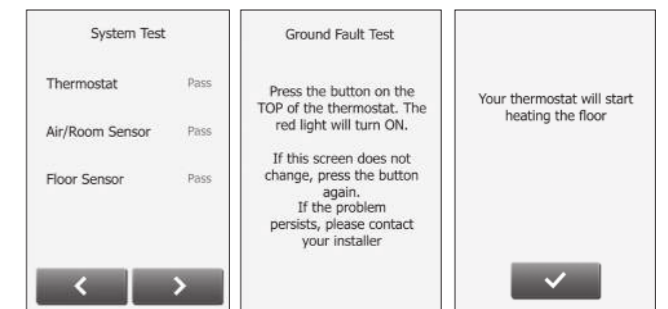 System Test
Thermostat Pass
Air/Room Sensor Pass
Floor Sensor Pass
Ground Fault Test
Press the button on the
TOP of the thermostat. The
red light will turn ON.
If this screen does not
change, press the button
again.
If the problem
persists, please contact
your installer
Your thermostat will start
heating the floor